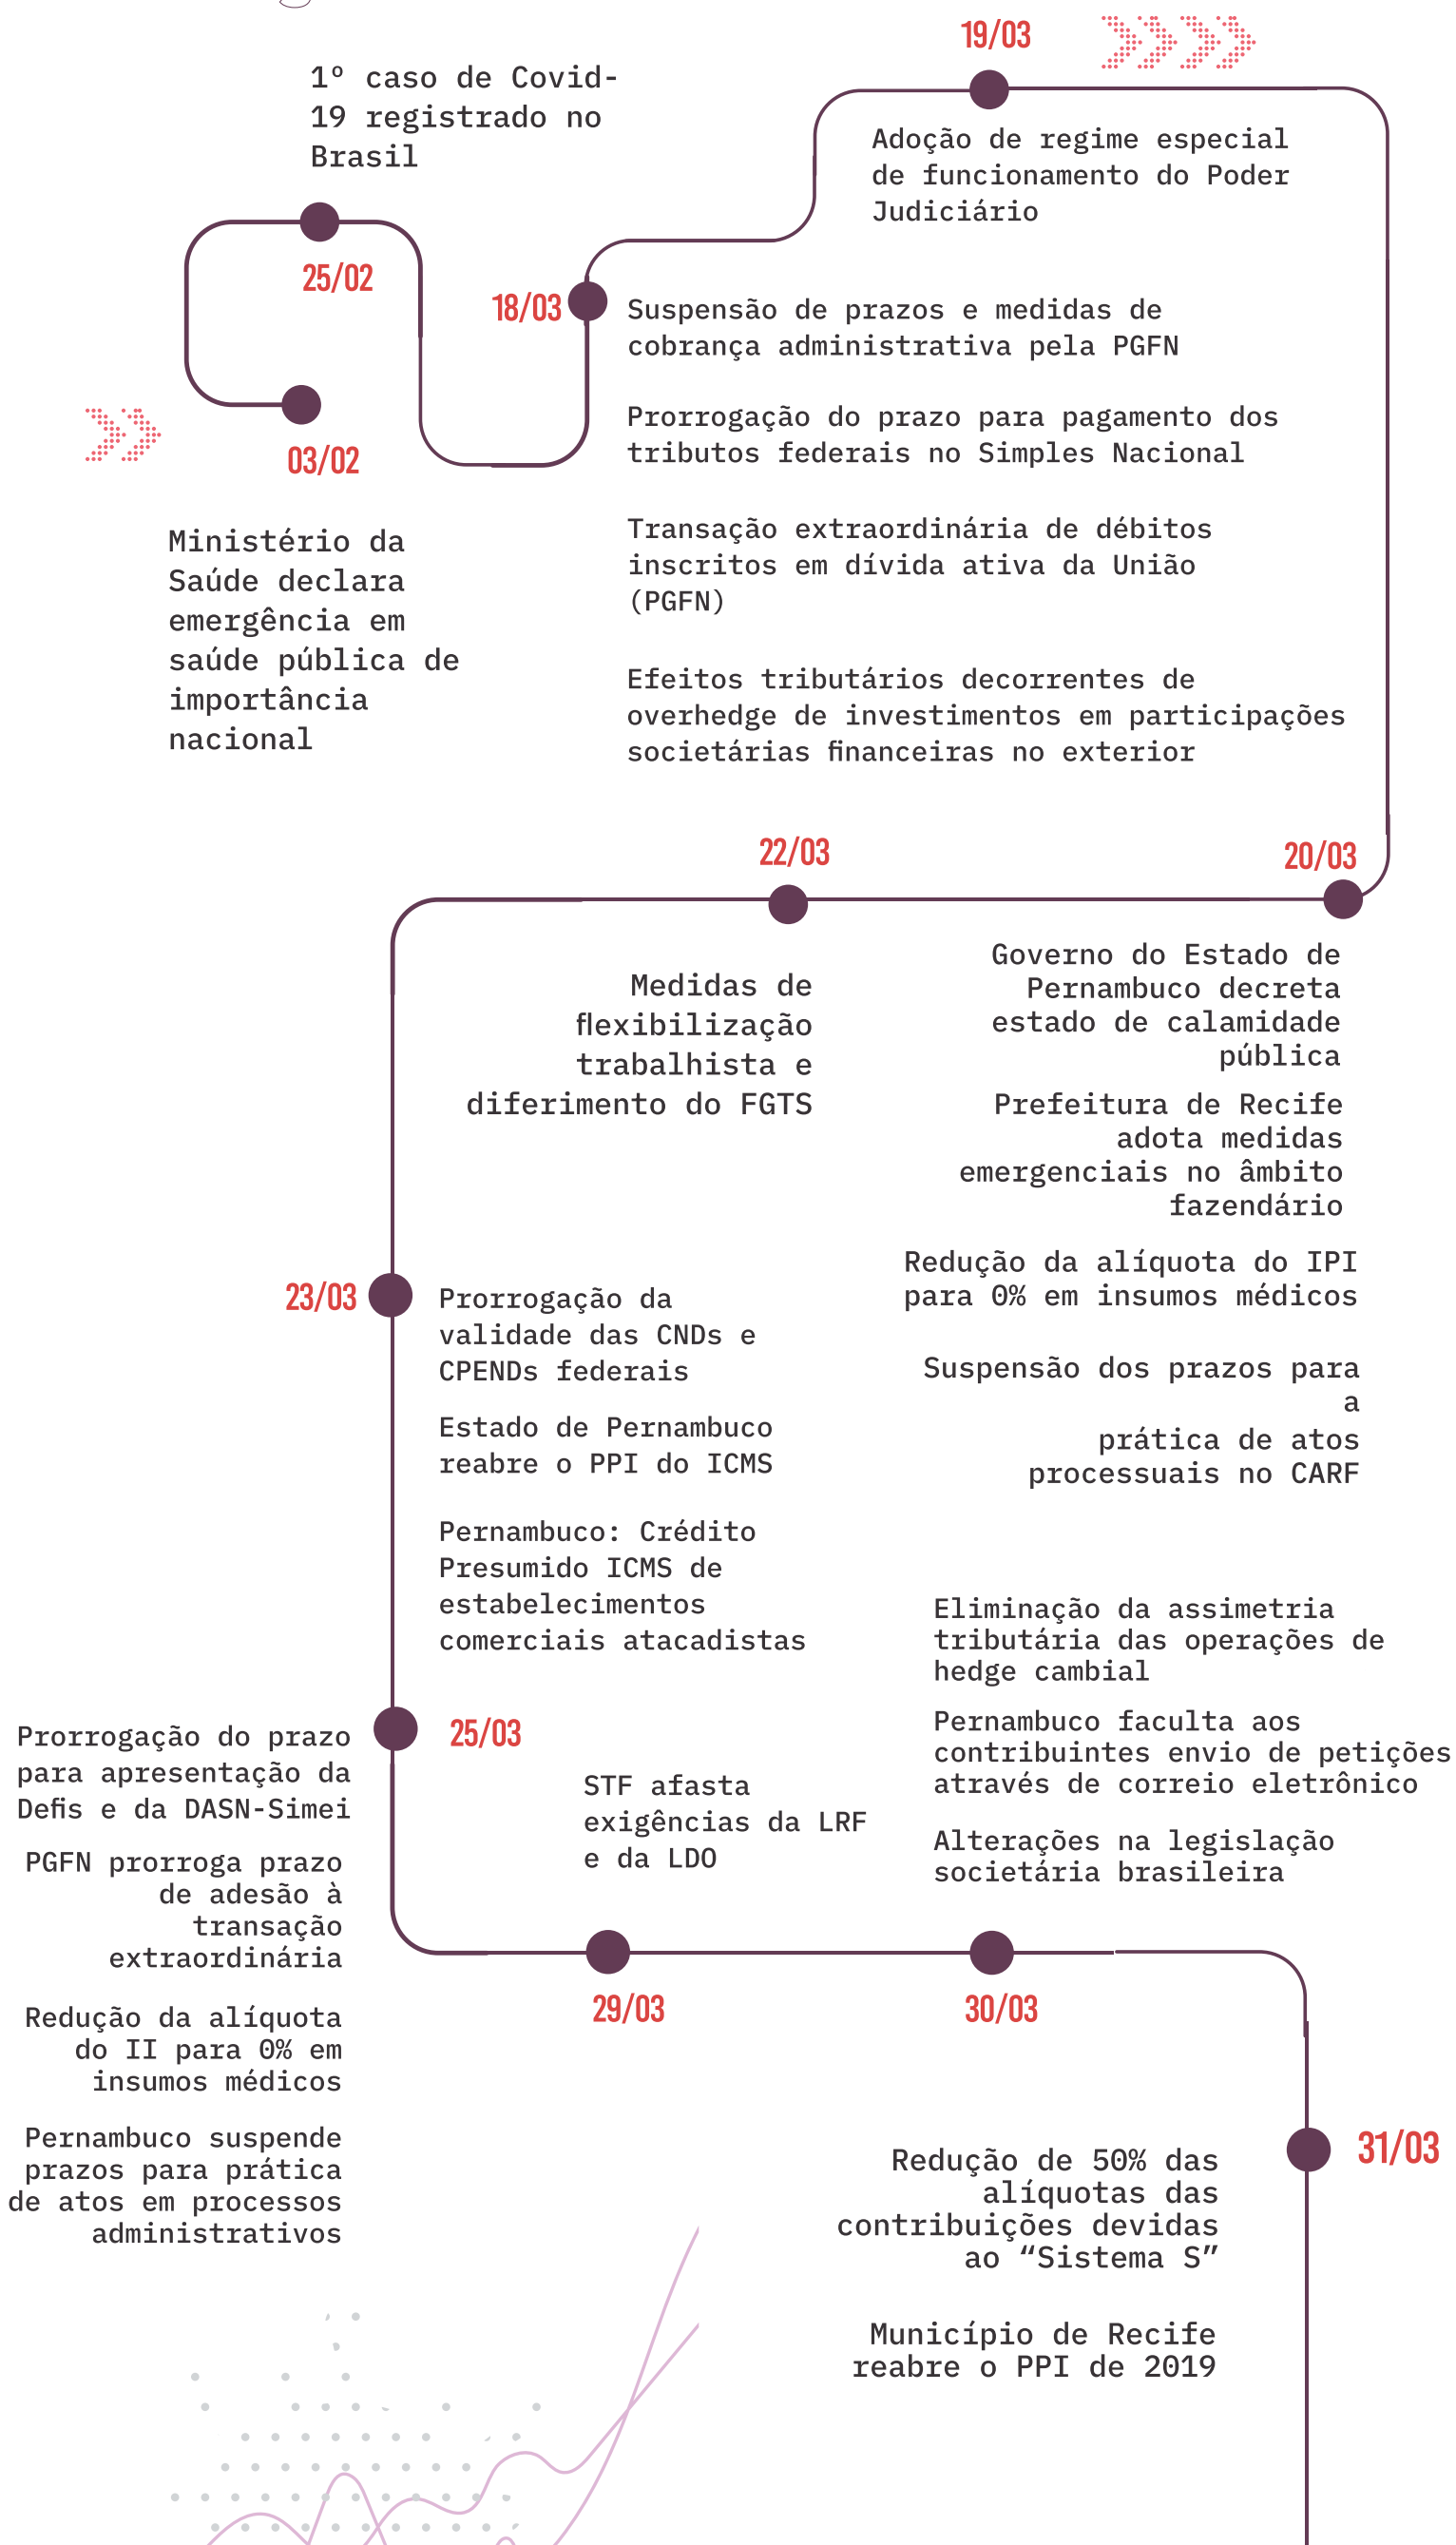 03/02
Ministério da
Saúde declara
emergência em
saúde pública de
importância
nacional
1º caso de Covid-
19 registrado no
Brasil
25/02
18/03
Suspensão de prazos e medidas de
cobrança administrativa pela PGFN
Prorrogação do prazo para pagamento dos
tributos federais no Simples Nacional
Transação extraordinária de débitos
inscritos em dívida ativa da União
(PGFN)
Efeitos tributários decorrentes de
overhedge de investimentos em participações
societárias financeiras no exterior
19/03
Adoção de regime especial
de funcionamento do Poder
Judiciário
20/03
Governo do Estado de
Pernambuco decreta
estado de calamidade
pública
Prefeitura de Recife
adota medidas
emergenciais no âmbito
fazendário
Redução da alíquota do IPI
para 0% em insumos médicos
Suspensão dos prazos para
a
prática de atos
processuais no CARF
22/03
Medidas de
flexibilização
trabalhista e
diferimento do FGTS
23/03
Prorrogação da
validade das CNDs e
CPENDs federais
Estado de Pernambuco
reabre o PPI do ICMS
Pernambuco: Crédito
Presumido ICMS de
estabelecimentos
comerciais atacadistas
25/03
Prorrogação do prazo
para apresentação da
Defis e da DASN-Simei
PGFN prorroga prazo
de adesão à
transação
extraordinária
Redução da alíquota
do II para 0% em
insumos médicos
Pernambuco suspende
prazos para prática
de atos em processos
administrativos
STF afasta
exigências da LRF
e da LDO
29/03
Eliminação da assimetria
tributária das operações de
hedge cambial
Pernambuco faculta aos
contribuintes envio de petições
através de correio eletrônico
Alterações na legislação
societária brasileira
30/03
31/03
Redução de 50% das
alíquotas das
contribuições devidas
ao “Sistema S”
Município de Recife
reabre o PPI de 2019